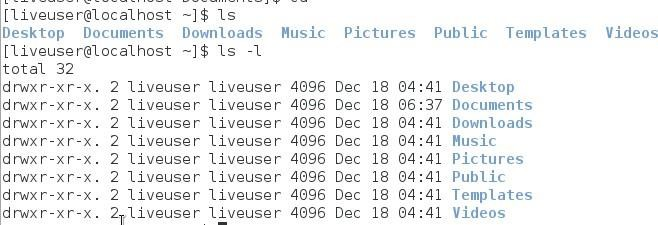 [liveuser@localhost ~]$ ls
Desktop Documents Downloads Music Pictures Public Templates Videos
[liveuser@localhost ~]$ ls -l
total 32
drwxr-xr-x. 2 liveuser liveuser 4096 Dec 18 04:41 Desktop
drwxr-xr-x. 2 liveuser liveuser 4096 Dec 18 06:37 Documents
drwxr-xr-x. 2 liveuser liveuser 4096 Dec 18 04:41 Downloads
drwxr-xr-x. 2 liveuser liveuser 4096 Dec 18 04:41 Music
drwxr-xr-x. 2 liveuser liveuser 4096 Dec 18 04:41 Pictures
drwxr-xr-x. 2 liveuser liveuser 4096 Dec 18 04:41 Public
drwxr-xr-x. 2 liveuser liveuser 4096 Dec 18 04:41 Templates
drwxr-xr-x. 2 liveuser liveuser 4096 Dec 18 04:41 Videos